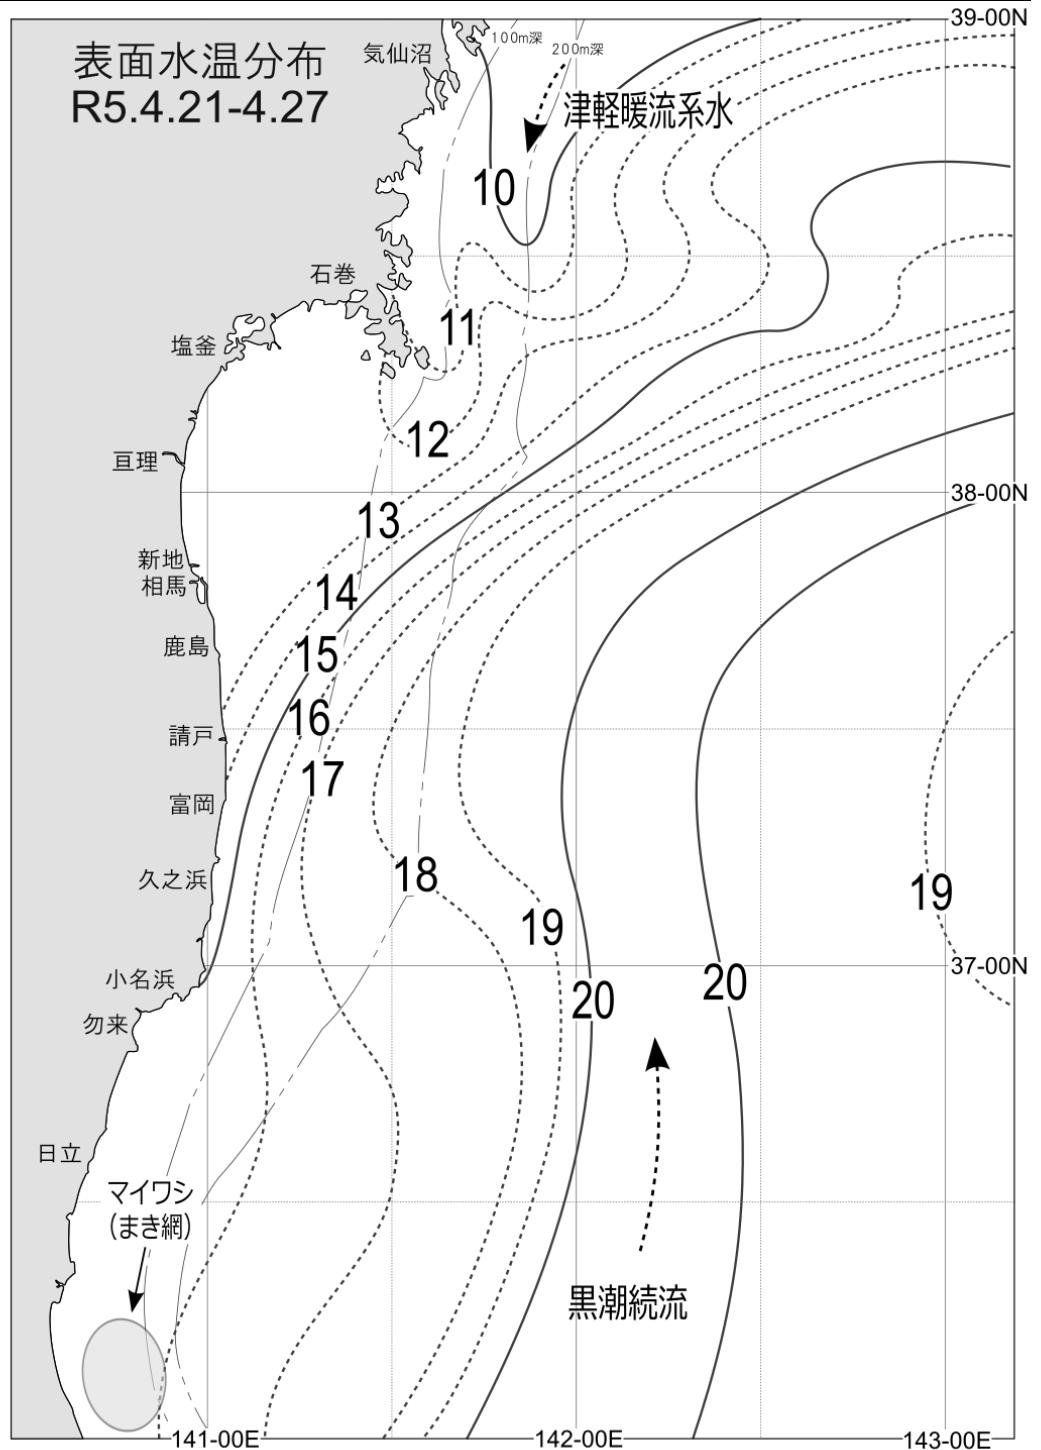 39-00N
表面水温分布
R5.4.21-4.27
気仙沼
100m深
200m深
津軽暖流系水
10
石巻
11
塩釜
12
亘理
38-00N
13
新地
相馬
14
鹿島
15
16
請戸
17
富岡
18
久之浜
19
19
37-00N
小名浜
20
20
勿来
日立
マイワシ
(まき網)
黒潮続流
141-00E
142-00E
143-00E